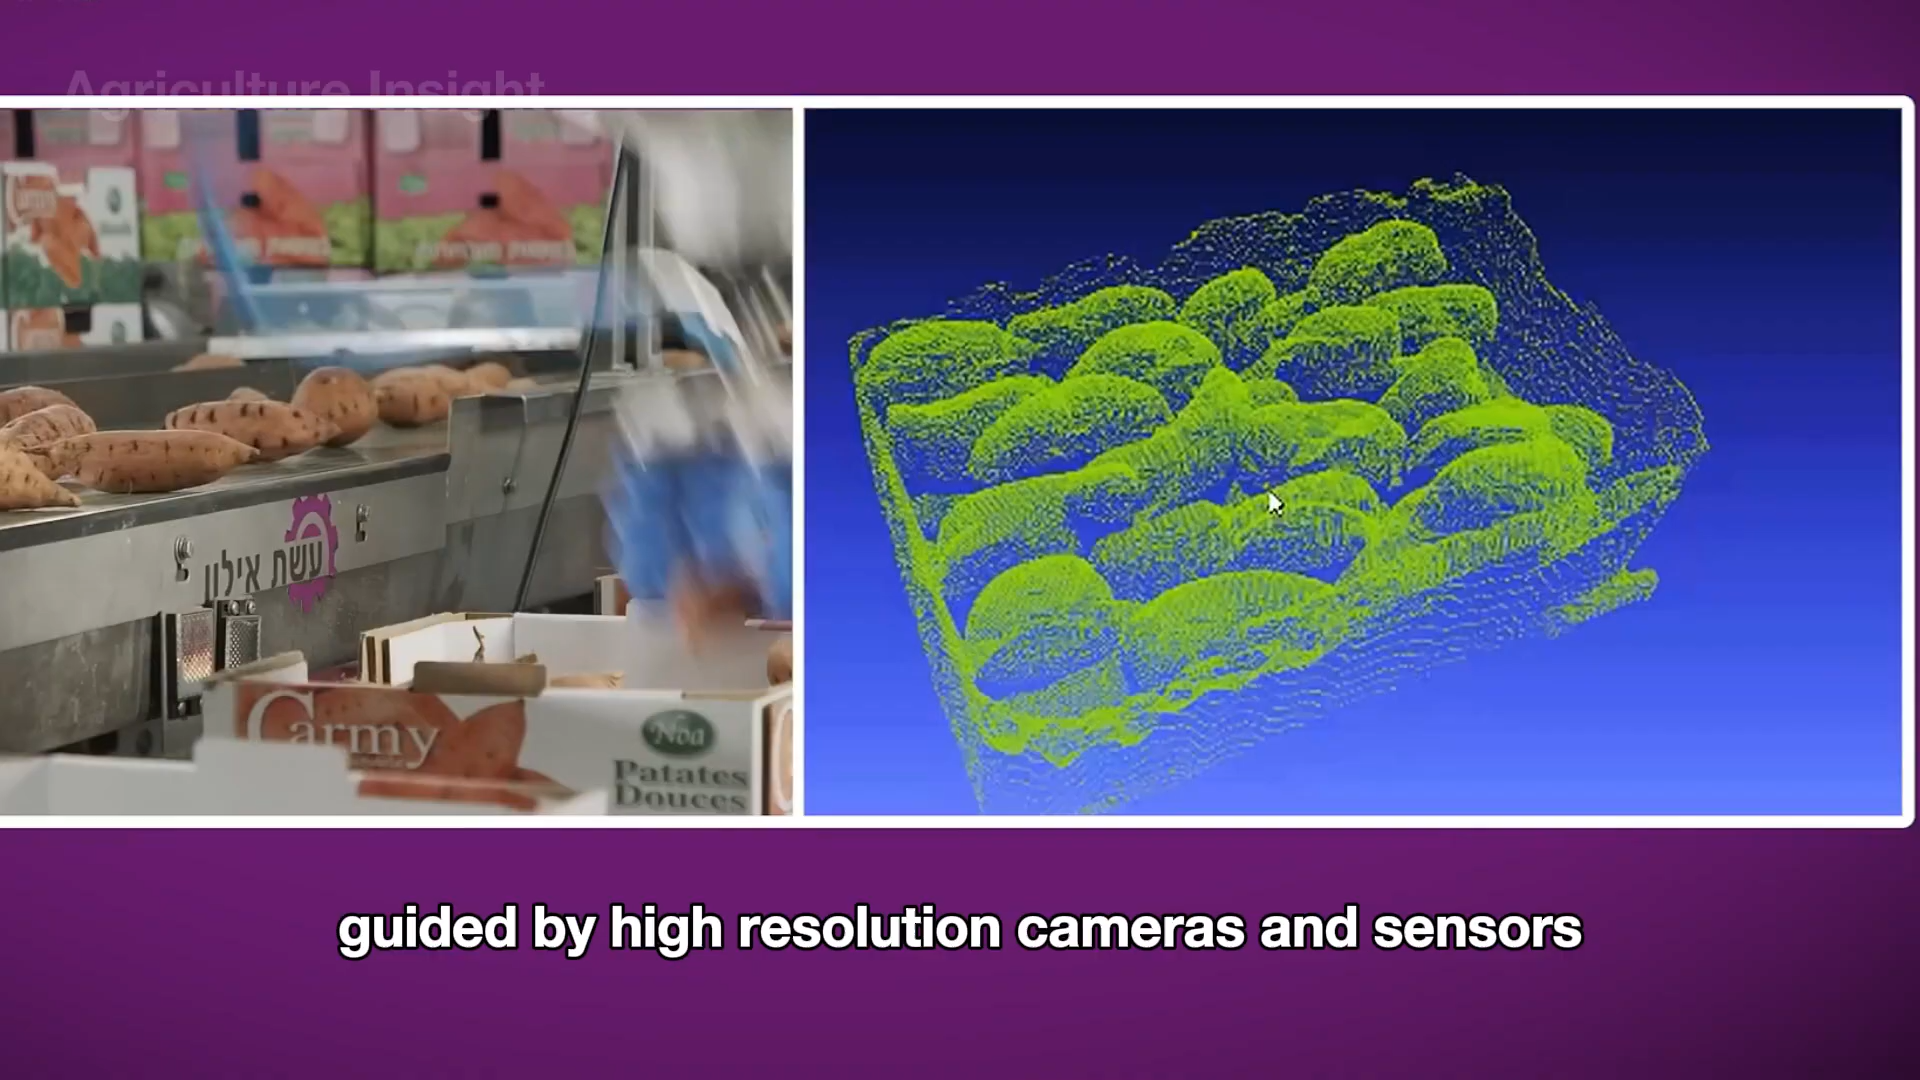 Agriculture Insight
עשת אילון
Carmy
Noa
Patates
Douces
guided by high resolution cameras and sensors